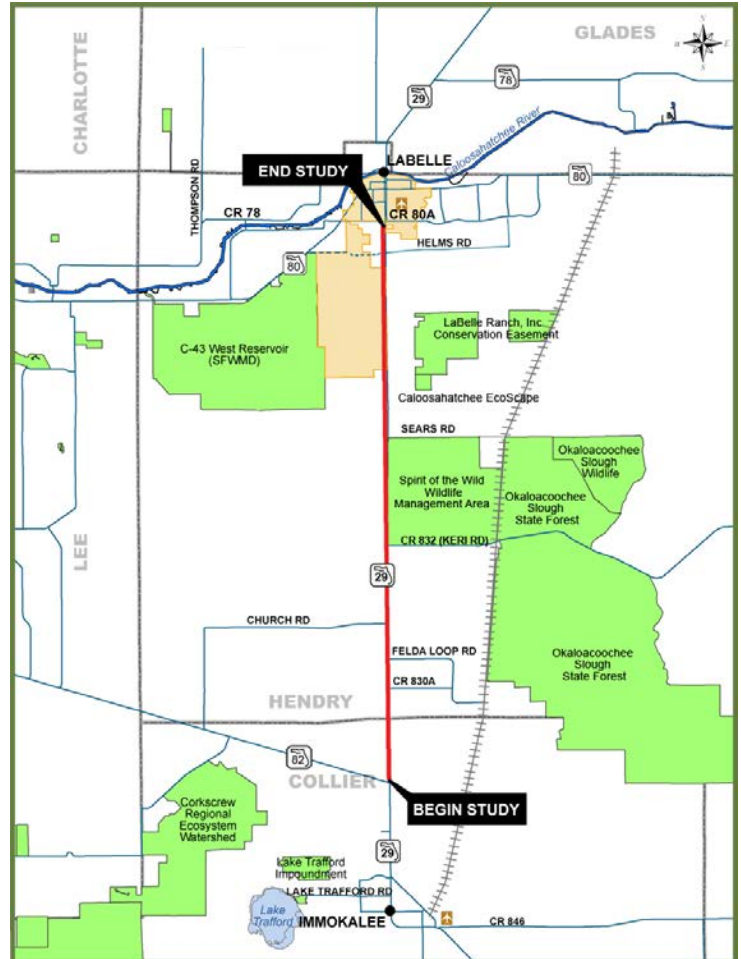 GLADES
N
W
E
S
CHARLOTTE
78
29
Caloosahatchee River
THOMPSON RD
END STUDY
LABELLE
80
CR 78
CR 80A
HELMS RD
80
C-43 West Reservoir
(SFWMD)
LaBelle Ranch, Inc.
Conservation Easement
Caloosahatchee EcoScape
SEARS RD
Okaloacoochee
Slough
Wildlife
Spirit of the Wild
Wildlife
Management Area
Okaloacoochee
Slough
State Forest
LEE
CR 832 (KERI RD)
29
CHURCH RD
FELDA LOOP RD
Okaloacoochee
Slough
State Forest
CR 830A
HENDRY
82
COLLIER
BEGIN STUDY
Corkscrew
Regional
Ecosystem
Watershed
29
Lake Trafford
Impoundment
LAKE TRAFFORD RD
Lake
Trafford
IMMOKALEE
CR 846